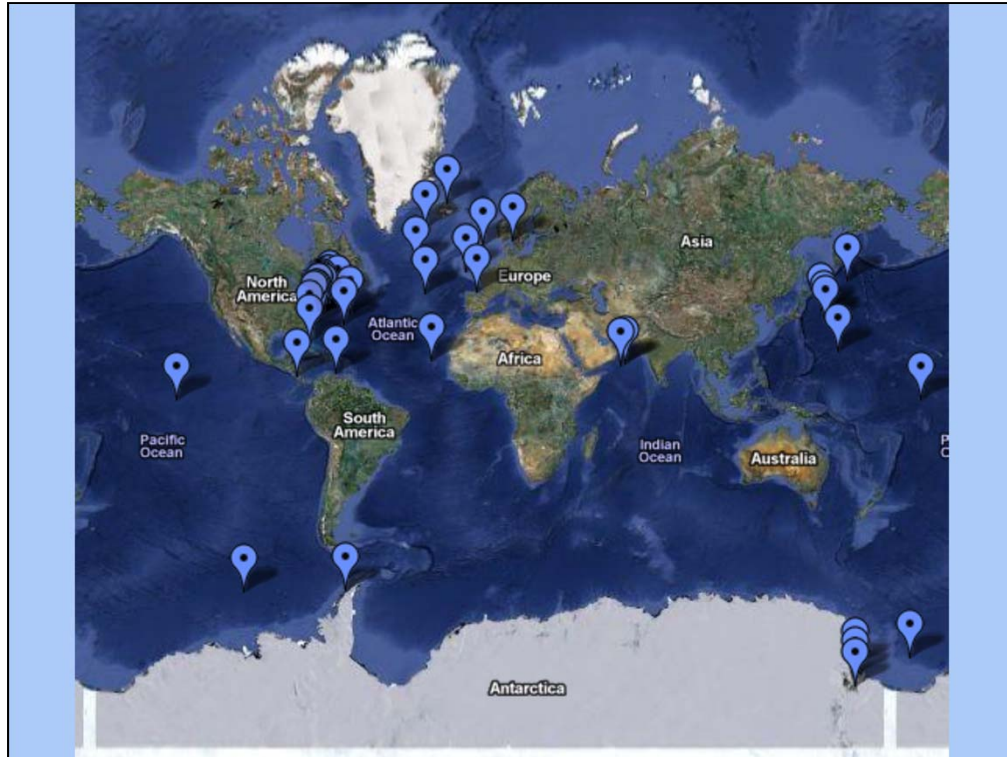 Asia
North
America
Europe
Atlantic
Ocean
Africa
South
America
Pacific
Ocean
Indian
Ocean
Australia
P
O
Antarctica